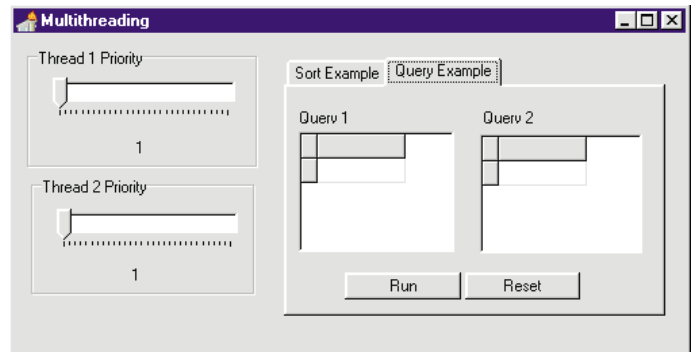 Multithreading
Thread 1 Priority
1
Thread 2 Priority
1
Sort Example
Query Example
Query 1
Query 2
Run
Reset